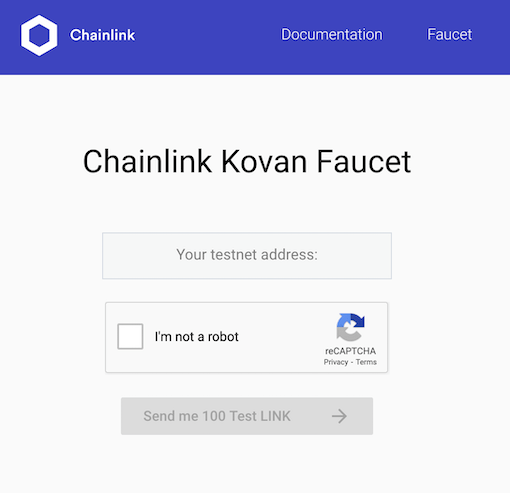 Chainlink
Documentation
Faucet
Chainlink Kovan Faucet
Your testnet address:
I'm not a robot
reCAPTCHA
Privacy - Terms
Send me 100 Test LINK